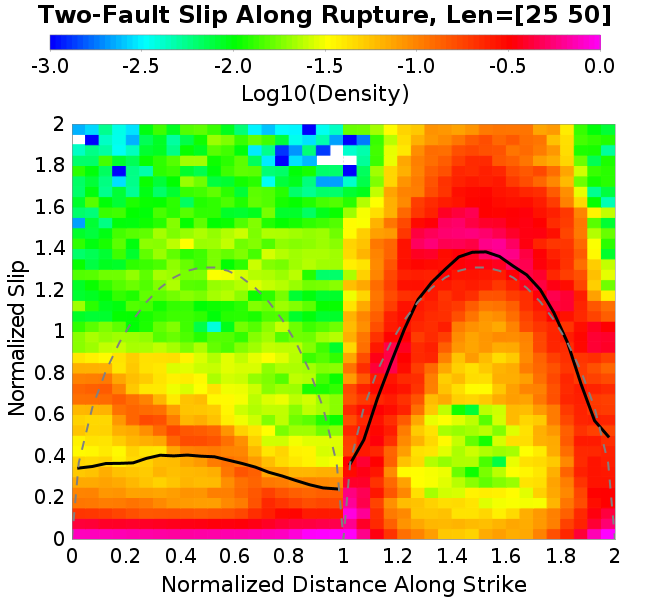 Two-Fault Slip Along Rupture, Len=[25 50]
-3.0 -2.5 -2.0 -1.5 -1.0 -0.5 0.0
Log10(Density)
2
1.8
1.6
1.4
1.2
1
0.8
0.6
0.4
0.2
0
Normalized Slip
0 0.2 0.4 0.6 0.8 1 1.2 1.4 1.6 1.8 2
Normalized Distance Along Strike